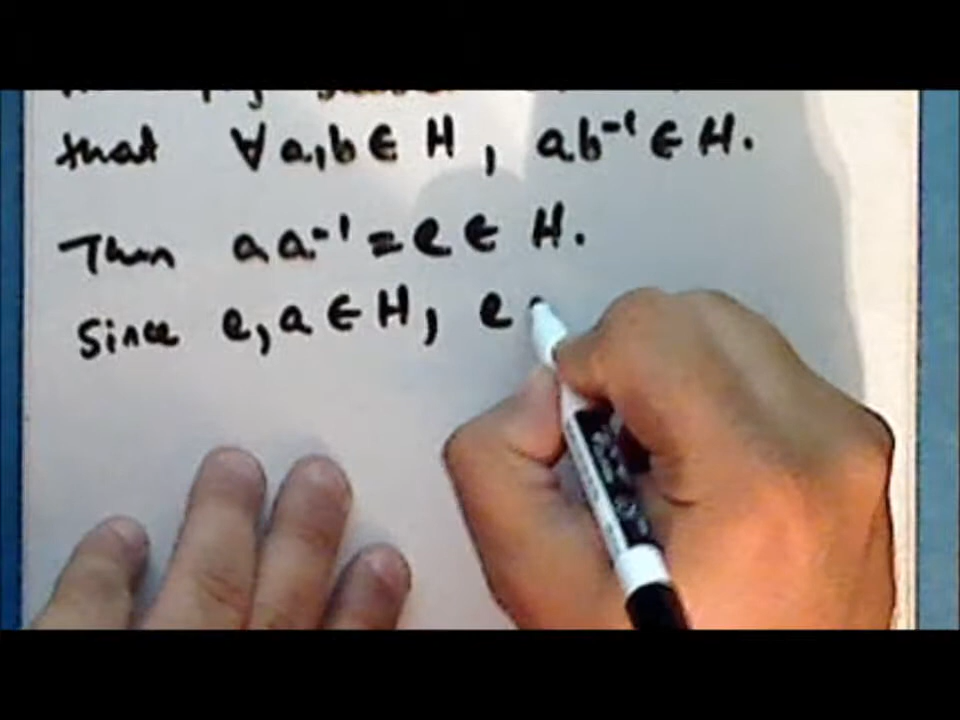 that ∀ a,b ∈ H, ab⁻¹ ∈ H.
Then aa⁻¹ = e ∈ H.
Since e,a ∈ H, e